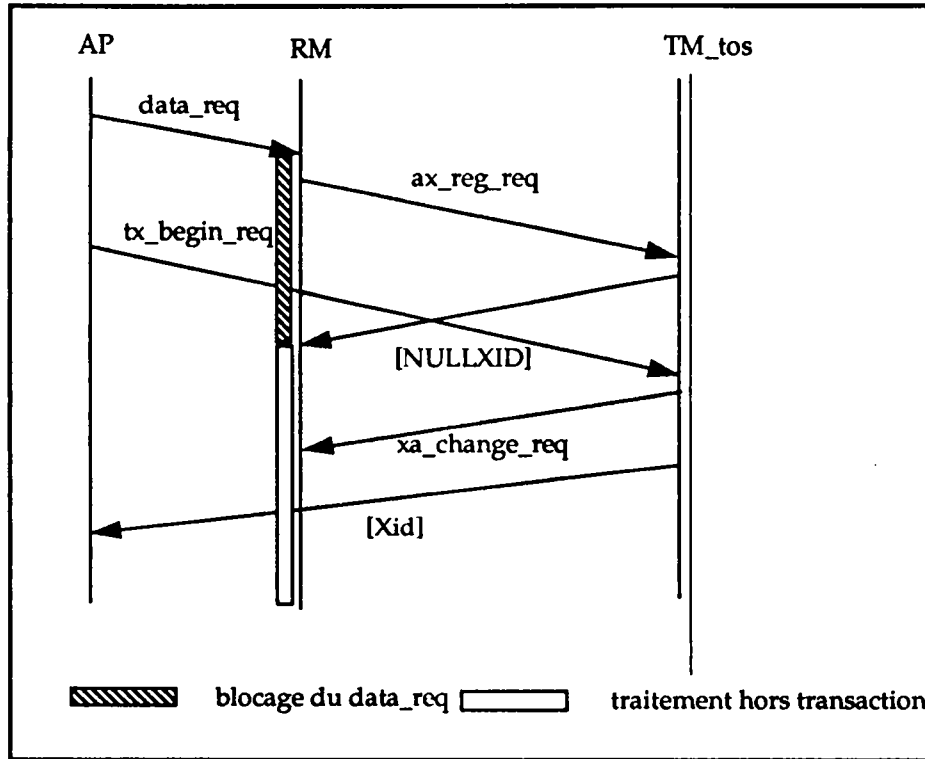 AP RM TM_tos
data_req
ax_reg_req
tx_begin_req
[NULLXID]
xa_change_req
[Xid]
blocage du data_req traitement hors transaction